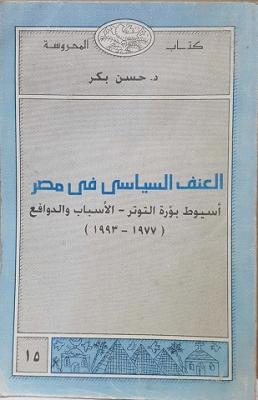 كتاب المحروسة
د. حسن بكر
العنف السياسى فى مصر
أسيوط بؤرة التوتر - الأسباب والدوافع
( ١٩٧٧ - ١٩٩٣ )
١٥